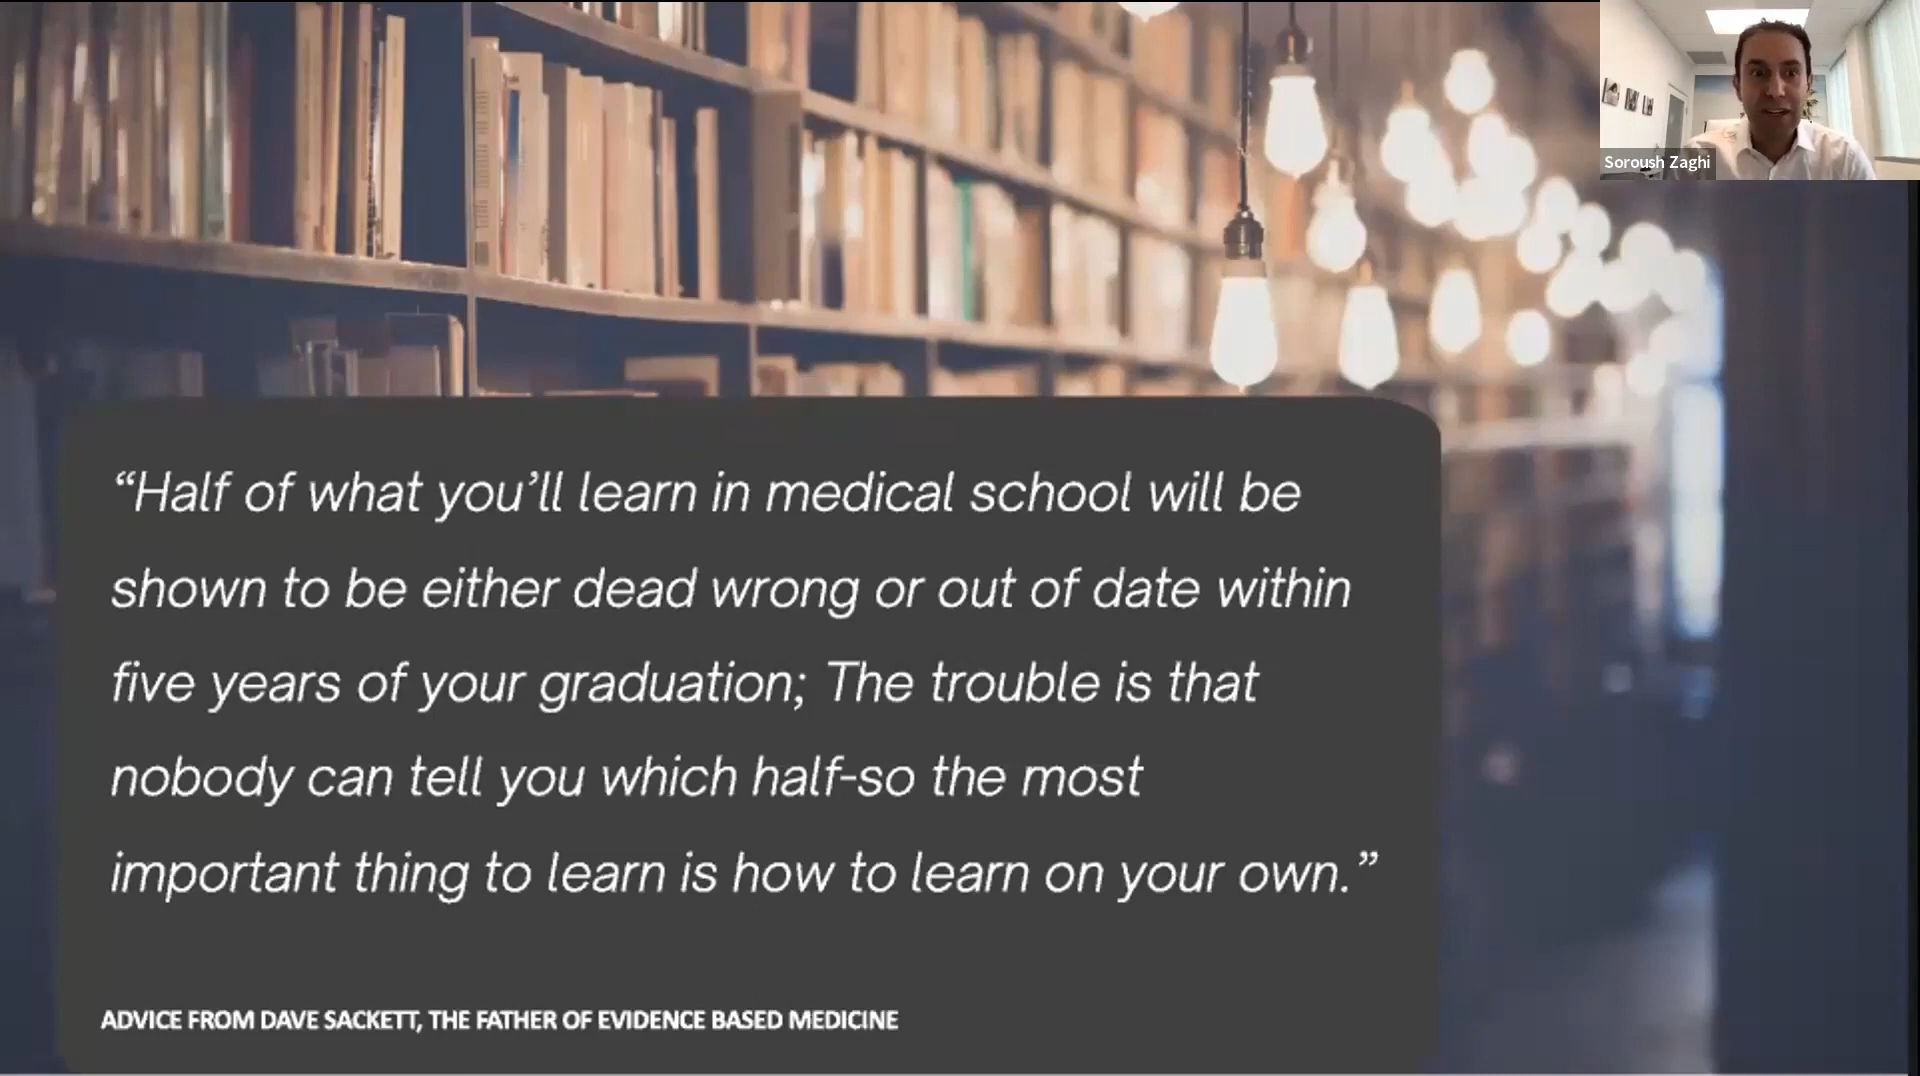 Soroush Zaghi
“Half of what you’ll learn in medical school will be
shown to be either dead wrong or out of date within
five years of your graduation; The trouble is that
nobody can tell you which half-so the most
important thing to learn is how to learn on your own.”
ADVICE FROM DAVE SACKETT, THE FATHER OF EVIDENCE BASED MEDICINE